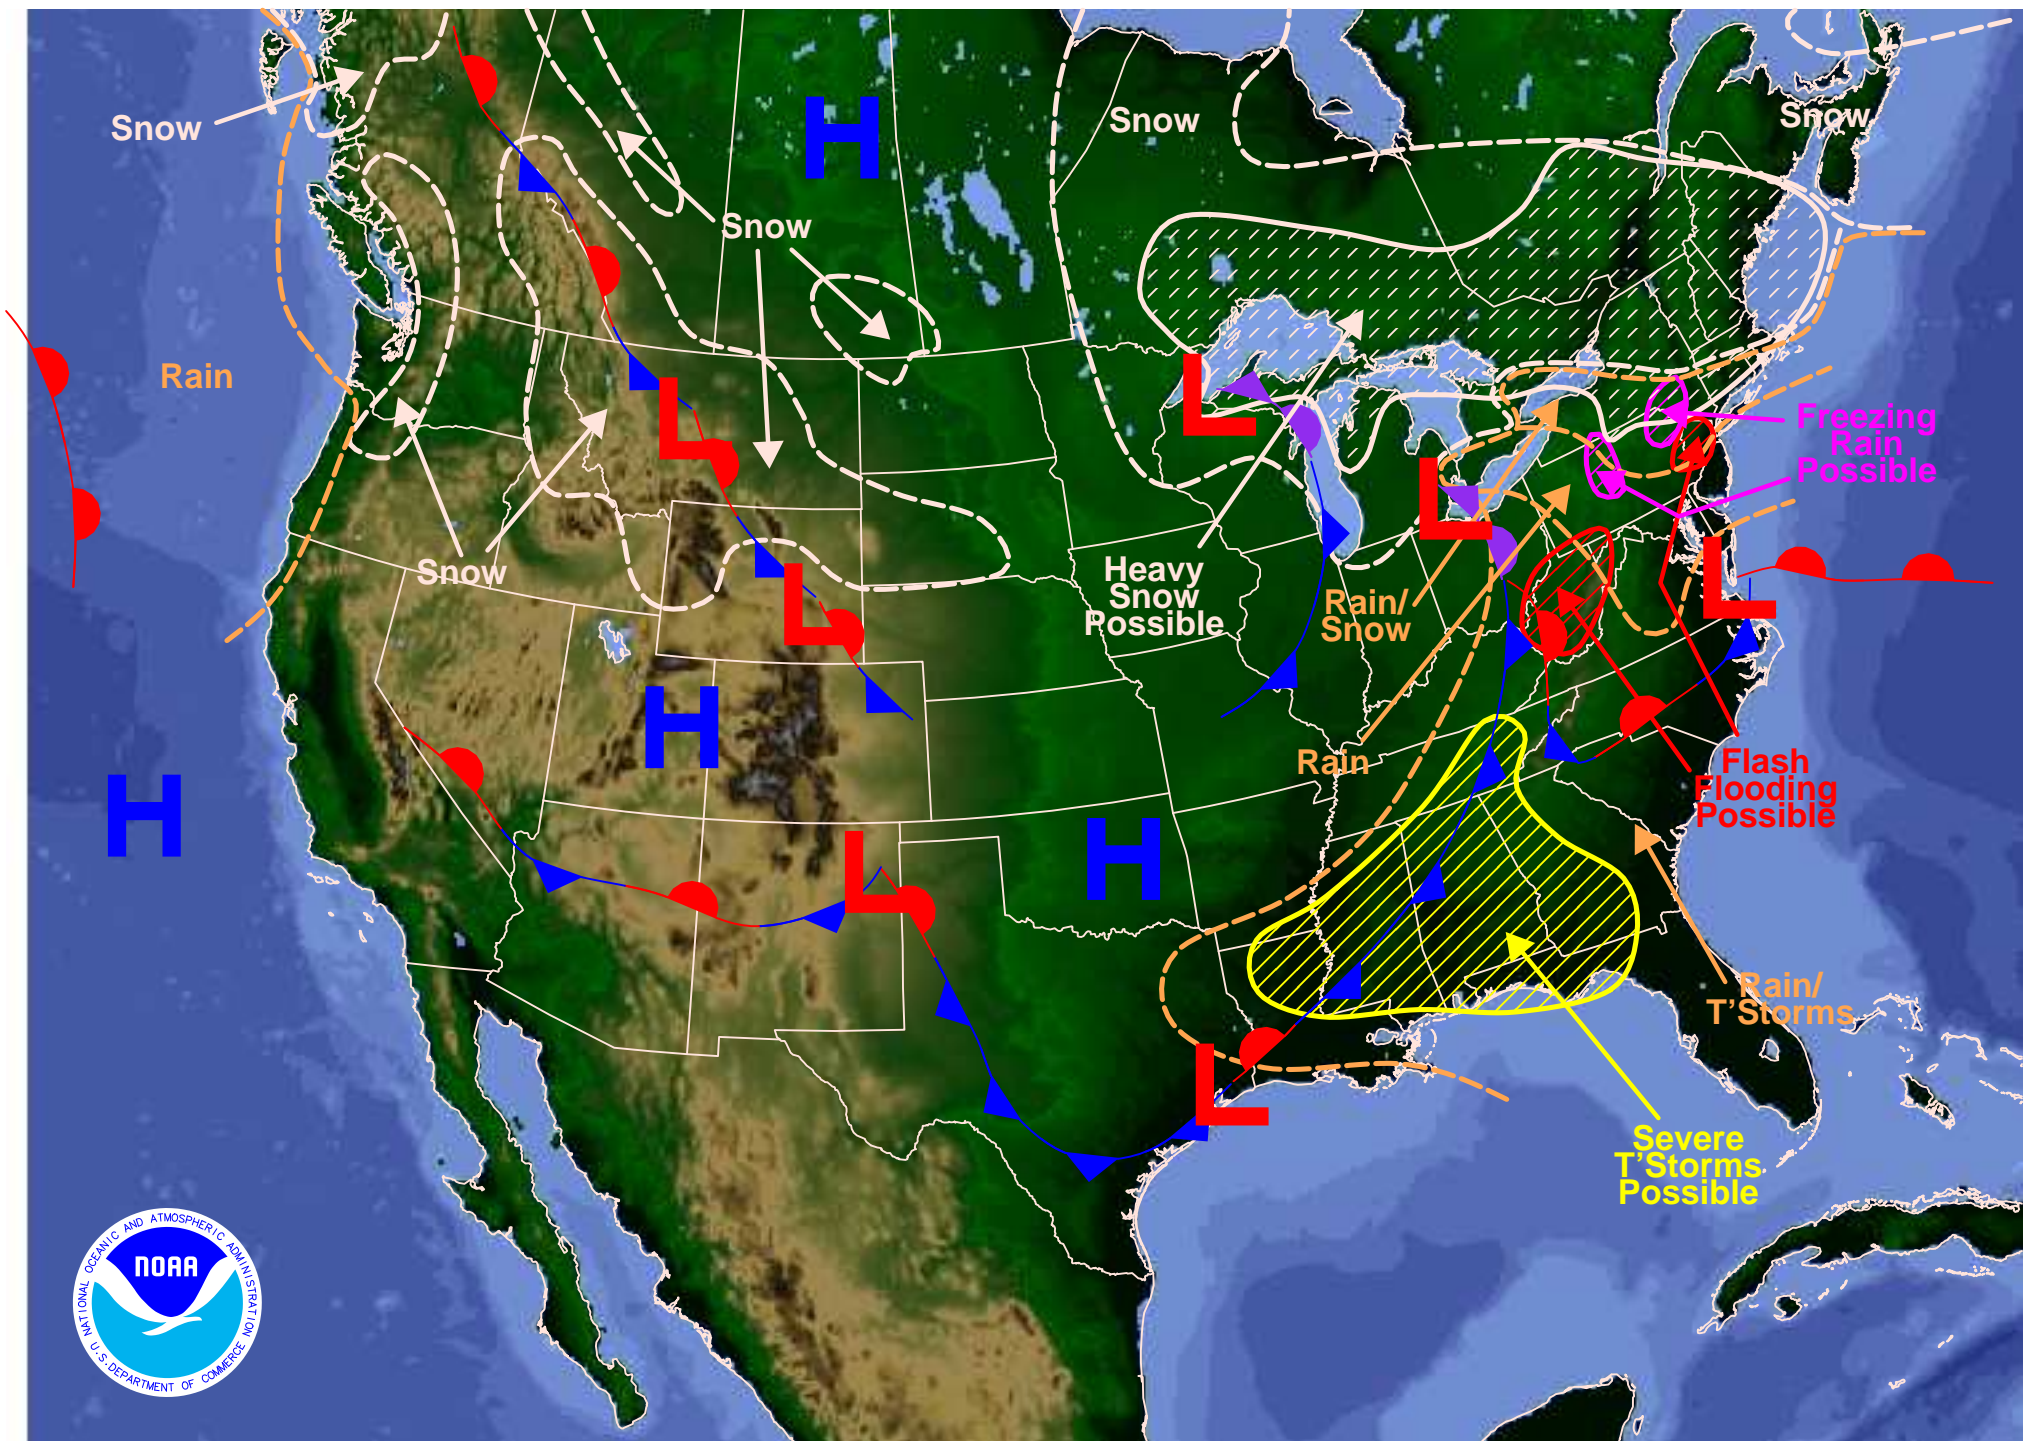 H
Snow
Snow
Snow
Snow
Rain
L
L
Freezing
Rain
Possible
L
Snow
Heavy
Snow
Possible
L
L
Rain/
Snow
H
Rain
Flash
Flooding
Possible
H
H
L
Rain/
T'Storms
L
Severe
T'Storms
Possible
NATIONAL OCEANIC AND ATMOSPHERIC ADMINISTRATION
NOAA
U.S. DEPARTMENT OF COMMERCE